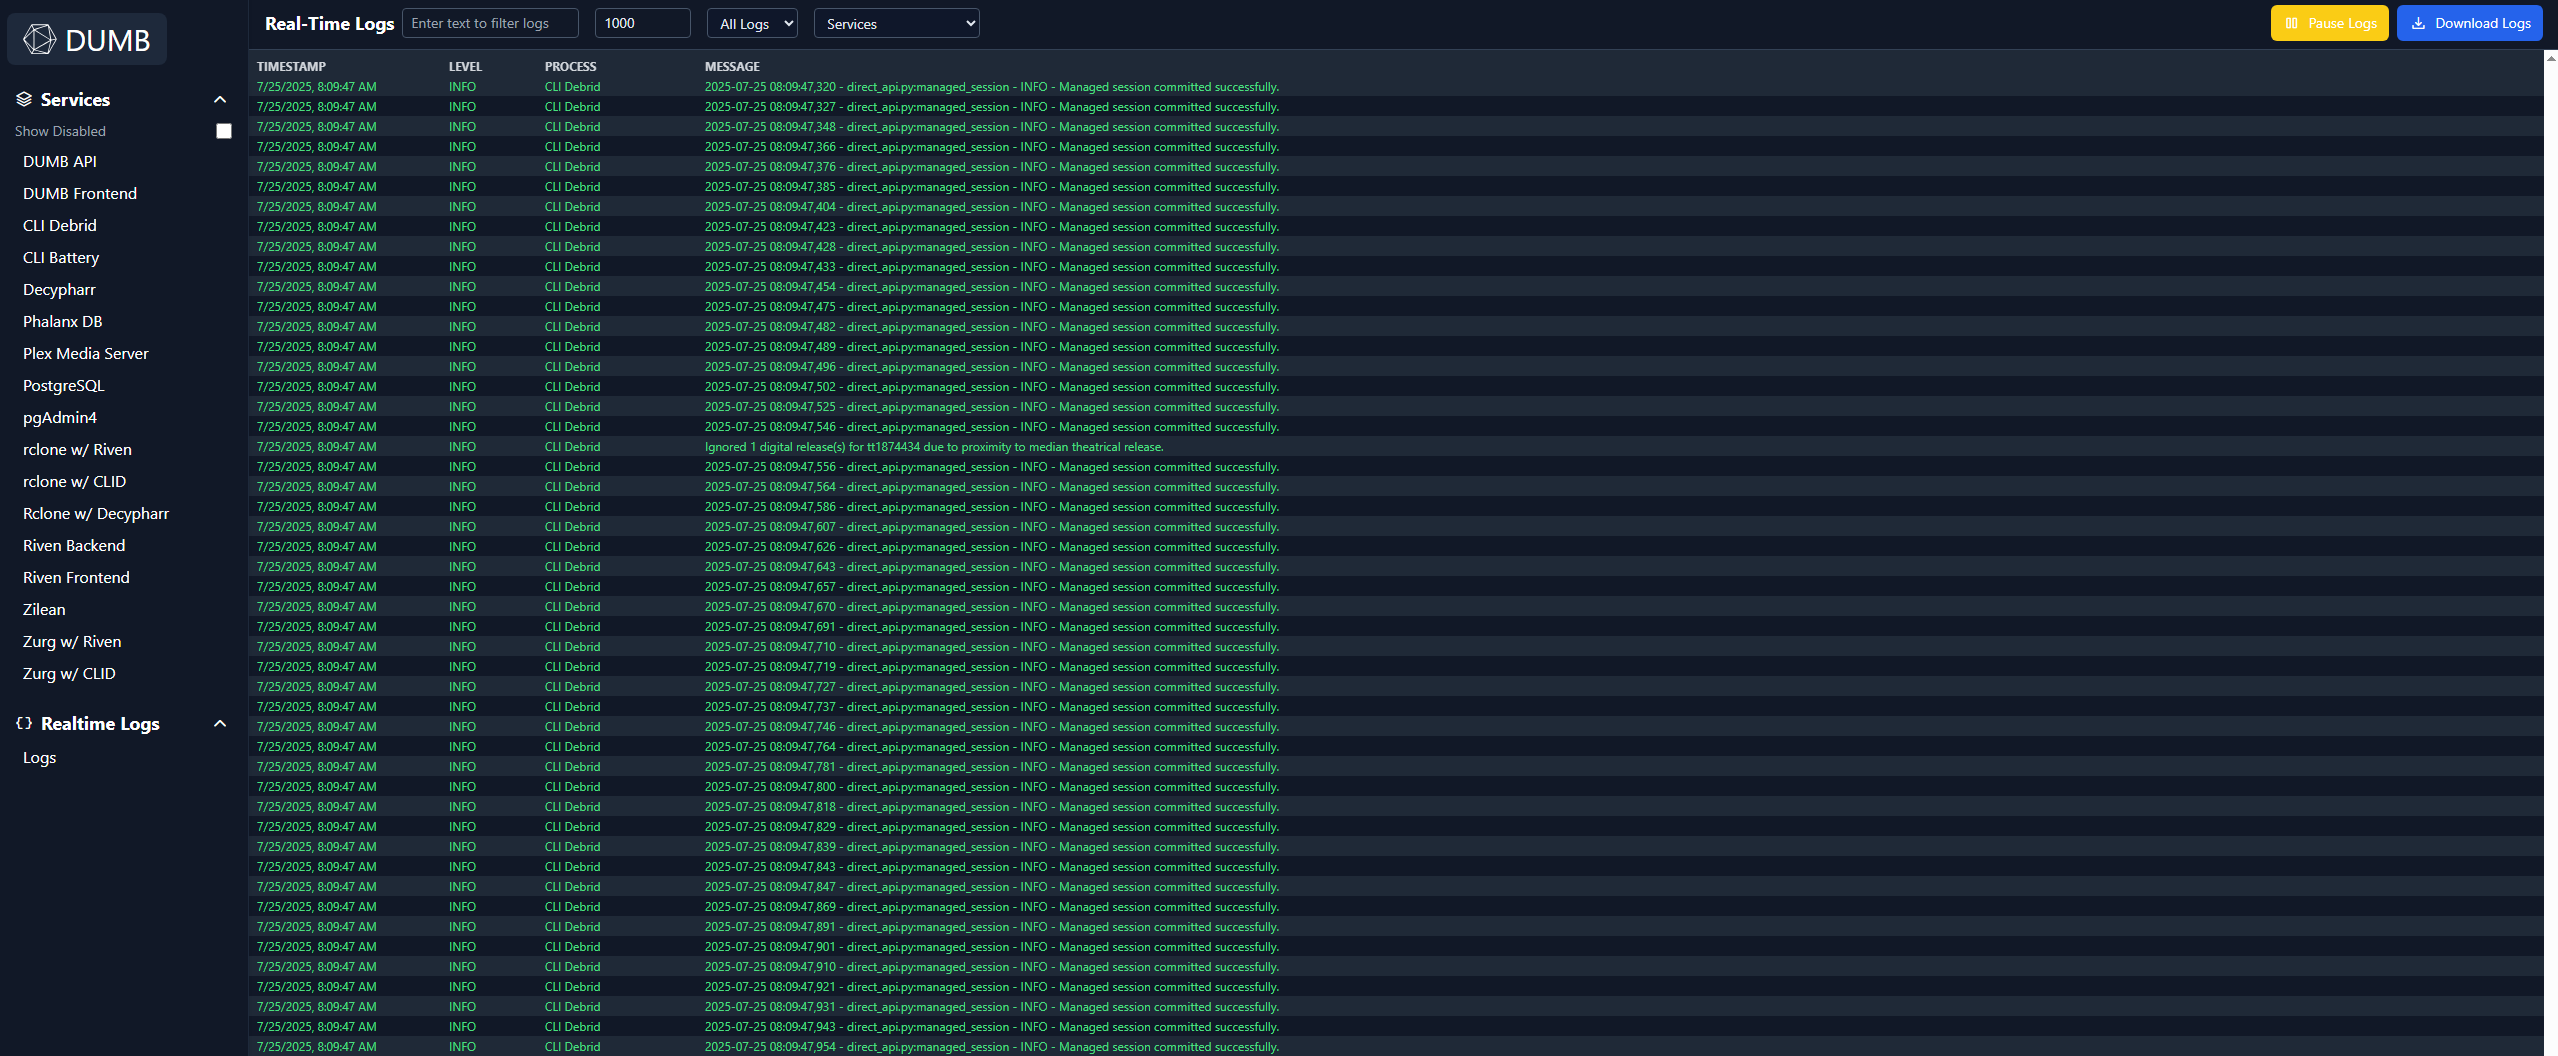 DUMB
Services
Show Disabled
DUMB API
DUMB Frontend
CLI Debrid
CLI Battery
Decypharr
Phalanx DB
Plex Media Server
PostgreSQL
pgAdmin4
rclone w/ Riven
rclone w/ CLID
Rclone w/ Decypharr
Riven Backend
Riven Frontend
Zilean
Zurg w/ Riven
Zurg w/ CLID
Realtime Logs
Logs
Real-Time Logs Enter text to filter logs 1000 All Logs Services Pause Logs Download Logs
TIMESTAMP LEVEL PROCESS MESSAGE
7/25/2025, 8:09:47 AM INFO CLI Debrid 2025-07-25 08:09:47,320 - direct_api.py:managed_session - INFO - Managed session committed successfully.
7/25/2025, 8:09:47 AM INFO CLI Debrid 2025-07-25 08:09:47,327 - direct_api.py:managed_session - INFO - Managed session committed successfully.
7/25/2025, 8:09:47 AM INFO CLI Debrid 2025-07-25 08:09:47,348 - direct_api.py:managed_session - INFO - Managed session committed successfully.
7/25/2025, 8:09:47 AM INFO CLI Debrid 2025-07-25 08:09:47,366 - direct_api.py:managed_session - INFO - Managed session committed successfully.
7/25/2025, 8:09:47 AM INFO CLI Debrid 2025-07-25 08:09:47,376 - direct_api.py:managed_session - INFO - Managed session committed successfully.
7/25/2025, 8:09:47 AM INFO CLI Debrid 2025-07-25 08:09:47,385 - direct_api.py:managed_session - INFO - Managed session committed successfully.
7/25/2025, 8:09:47 AM INFO CLI Debrid 2025-07-25 08:09:47,404 - direct_api.py:managed_session - INFO - Managed session committed successfully.
7/25/2025, 8:09:47 AM INFO CLI Debrid 2025-07-25 08:09:47,423 - direct_api.py:managed_session - INFO - Managed session committed successfully.
7/25/2025, 8:09:47 AM INFO CLI Debrid 2025-07-25 08:09:47,428 - direct_api.py:managed_session - INFO - Managed session committed successfully.
7/25/2025, 8:09:47 AM INFO CLI Debrid 2025-07-25 08:09:47,433 - direct_api.py:managed_session - INFO - Managed session committed successfully.
7/25/2025, 8:09:47 AM INFO CLI Debrid 2025-07-25 08:09:47,454 - direct_api.py:managed_session - INFO - Managed session committed successfully.
7/25/2025, 8:09:47 AM INFO CLI Debrid 2025-07-25 08:09:47,475 - direct_api.py:managed_session - INFO - Managed session committed successfully.
7/25/2025, 8:09:47 AM INFO CLI Debrid 2025-07-25 08:09:47,482 - direct_api.py:managed_session - INFO - Managed session committed successfully.
7/25/2025, 8:09:47 AM INFO CLI Debrid 2025-07-25 08:09:47,489 - direct_api.py:managed_session - INFO - Managed session committed successfully.
7/25/2025, 8:09:47 AM INFO CLI Debrid 2025-07-25 08:09:47,496 - direct_api.py:managed_session - INFO - Managed session committed successfully.
7/25/2025, 8:09:47 AM INFO CLI Debrid 2025-07-25 08:09:47,502 - direct_api.py:managed_session - INFO - Managed session committed successfully.
7/25/2025, 8:09:47 AM INFO CLI Debrid 2025-07-25 08:09:47,525 - direct_api.py:managed_session - INFO - Managed session committed successfully.
7/25/2025, 8:09:47 AM INFO CLI Debrid 2025-07-25 08:09:47,546 - direct_api.py:managed_session - INFO - Managed session committed successfully.
7/25/2025, 8:09:47 AM INFO CLI Debrid Ignored 1 digital release(s) for tt1874434 due to proximity to median theatrical release.
7/25/2025, 8:09:47 AM INFO CLI Debrid 2025-07-25 08:09:47,556 - direct_api.py:managed_session - INFO - Managed session committed successfully.
7/25/2025, 8:09:47 AM INFO CLI Debrid 2025-07-25 08:09:47,564 - direct_api.py:managed_session - INFO - Managed session committed successfully.
7/25/2025, 8:09:47 AM INFO CLI Debrid 2025-07-25 08:09:47,586 - direct_api.py:managed_session - INFO - Managed session committed successfully.
7/25/2025, 8:09:47 AM INFO CLI Debrid 2025-07-25 08:09:47,607 - direct_api.py:managed_session - INFO - Managed session committed successfully.
7/25/2025, 8:09:47 AM INFO CLI Debrid 2025-07-25 08:09:47,626 - direct_api.py:managed_session - INFO - Managed session committed successfully.
7/25/2025, 8:09:47 AM INFO CLI Debrid 2025-07-25 08:09:47,643 - direct_api.py:managed_session - INFO - Managed session committed successfully.
7/25/2025, 8:09:47 AM INFO CLI Debrid 2025-07-25 08:09:47,657 - direct_api.py:managed_session - INFO - Managed session committed successfully.
7/25/2025, 8:09:47 AM INFO CLI Debrid 2025-07-25 08:09:47,670 - direct_api.py:managed_session - INFO - Managed session committed successfully.
7/25/2025, 8:09:47 AM INFO CLI Debrid 2025-07-25 08:09:47,691 - direct_api.py:managed_session - INFO - Managed session committed successfully.
7/25/2025, 8:09:47 AM INFO CLI Debrid 2025-07-25 08:09:47,710 - direct_api.py:managed_session - INFO - Managed session committed successfully.
7/25/2025, 8:09:47 AM INFO CLI Debrid 2025-07-25 08:09:47,719 - direct_api.py:managed_session - INFO - Managed session committed successfully.
7/25/2025, 8:09:47 AM INFO CLI Debrid 2025-07-25 08:09:47,727 - direct_api.py:managed_session - INFO - Managed session committed successfully.
7/25/2025, 8:09:47 AM INFO CLI Debrid 2025-07-25 08:09:47,737 - direct_api.py:managed_session - INFO - Managed session committed successfully.
7/25/2025, 8:09:47 AM INFO CLI Debrid 2025-07-25 08:09:47,746 - direct_api.py:managed_session - INFO - Managed session committed successfully.
7/25/2025, 8:09:47 AM INFO CLI Debrid 2025-07-25 08:09:47,764 - direct_api.py:managed_session - INFO - Managed session committed successfully.
7/25/2025, 8:09:47 AM INFO CLI Debrid 2025-07-25 08:09:47,781 - direct_api.py:managed_session - INFO - Managed session committed successfully.
7/25/2025, 8:09:47 AM INFO CLI Debrid 2025-07-25 08:09:47,800 - direct_api.py:managed_session - INFO - Managed session committed successfully.
7/25/2025, 8:09:47 AM INFO CLI Debrid 2025-07-25 08:09:47,818 - direct_api.py:managed_session - INFO - Managed session committed successfully.
7/25/2025, 8:09:47 AM INFO CLI Debrid 2025-07-25 08:09:47,829 - direct_api.py:managed_session - INFO - Managed session committed successfully.
7/25/2025, 8:09:47 AM INFO CLI Debrid 2025-07-25 08:09:47,839 - direct_api.py:managed_session - INFO - Managed session committed successfully.
7/25/2025, 8:09:47 AM INFO CLI Debrid 2025-07-25 08:09:47,843 - direct_api.py:managed_session - INFO - Managed session committed successfully.
7/25/2025, 8:09:47 AM INFO CLI Debrid 2025-07-25 08:09:47,847 - direct_api.py:managed_session - INFO - Managed session committed successfully.
7/25/2025, 8:09:47 AM INFO CLI Debrid 2025-07-25 08:09:47,869 - direct_api.py:managed_session - INFO - Managed session committed successfully.
7/25/2025, 8:09:47 AM INFO CLI Debrid 2025-07-25 08:09:47,891 - direct_api.py:managed_session - INFO - Managed session committed successfully.
7/25/2025, 8:09:47 AM INFO CLI Debrid 2025-07-25 08:09:47,901 - direct_api.py:managed_session - INFO - Managed session committed successfully.
7/25/2025, 8:09:47 AM INFO CLI Debrid 2025-07-25 08:09:47,910 - direct_api.py:managed_session - INFO - Managed session committed successfully.
7/25/2025, 8:09:47 AM INFO CLI Debrid 2025-07-25 08:09:47,921 - direct_api.py:managed_session - INFO - Managed session committed successfully.
7/25/2025, 8:09:47 AM INFO CLI Debrid 2025-07-25 08:09:47,931 - direct_api.py:managed_session - INFO - Managed session committed successfully.
7/25/2025, 8:09:47 AM INFO CLI Debrid 2025-07-25 08:09:47,943 - direct_api.py:managed_session - INFO - Managed session committed successfully.
7/25/2025, 8:09:47 AM INFO CLI Debrid 2025-07-25 08:09:47,954 - direct_api.py:managed_session - INFO - Managed session committed successfully.